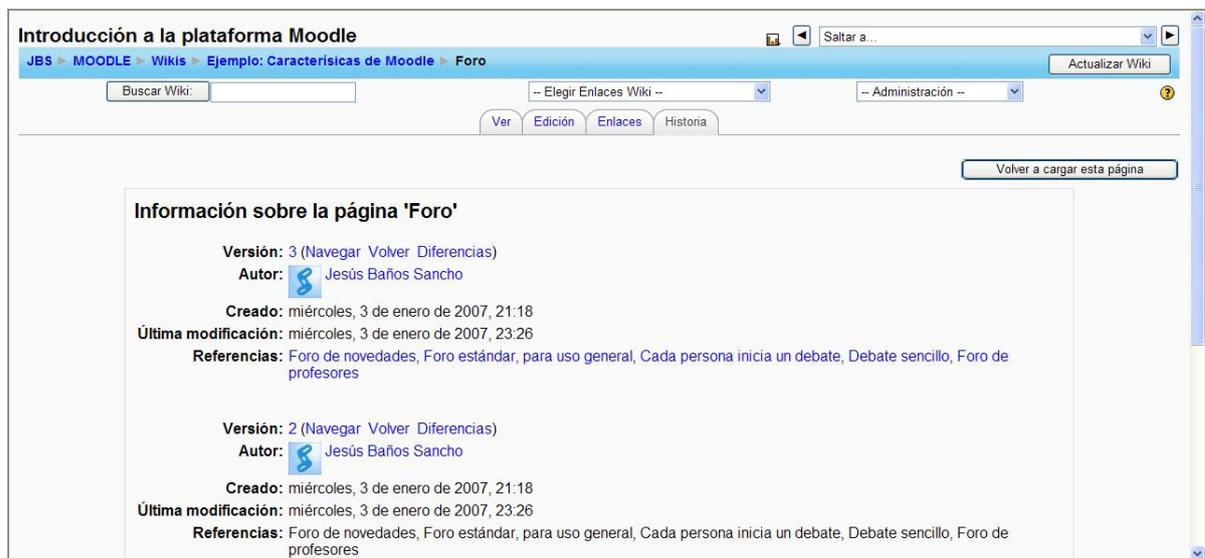 Introducción a la plataforma Moodle
Saltar a...
JBS MOODLE Wikis Ejemplo: Caracterísicas de Moodle Foro
Actualizar Wiki
Buscar Wiki:
-- Elegir Enlaces Wiki --
-- Administración --
Ver Edición Enlaces Historia
Volver a cargar esta página
Información sobre la página 'Foro'
Versión: 3 (Navegar Volver Diferencias)
Autor: Jesús Baños Sancho
Creado: miércoles, 3 de enero de 2007, 21:18
Última modificación: miércoles, 3 de enero de 2007, 23:26
Referencias: Foro de novedades, Foro estándar, para uso general, Cada persona inicia un debate, Debate sencillo, Foro de
profesores
Versión: 2 (Navegar Volver Diferencias)
Autor: Jesús Baños Sancho
Creado: miércoles, 3 de enero de 2007, 21:18
Última modificación: miércoles, 3 de enero de 2007, 23:26
Referencias: Foro de novedades, Foro estándar, para uso general, Cada persona inicia un debate, Debate sencillo, Foro de
profesores